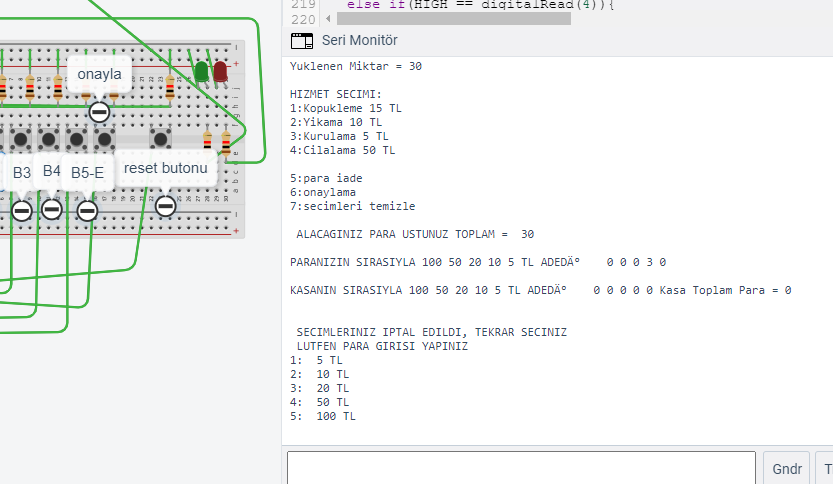 219
else if(HIGH == digitalRead(4)){
220
Seri Monitör
onayla
B3
B4
B5-E
reset butonu
Yuklenen Miktar = 30
HIZMET SECIMI:
1:Kopukleme 15 TL
2:Yikama 10 TL
3:Kurulama 5 TL
4:Cilalama 50 TL
5:para iade
6:onaylama
7:secimleri temizle
ALACAGINIZ PARA USTUNUZ TOPLAM = 30
PARANIZIN SIRASIYLA 100 50 20 10 5 TL ADEDÄ° 0 0 0 3 0
KASANIN SIRASIYLA 100 50 20 10 5 TL ADEDÄ° 0 0 0 0 0 Kasa Toplam Para = 0
SECIMLERINIZ IPTAL EDILDI, TEKRAR SECINIZ
LUTFEN PARA GIRISI YAPINIZ
1: 5 TL
2: 10 TL
3: 20 TL
4: 50 TL
5: 100 TL
Gndr